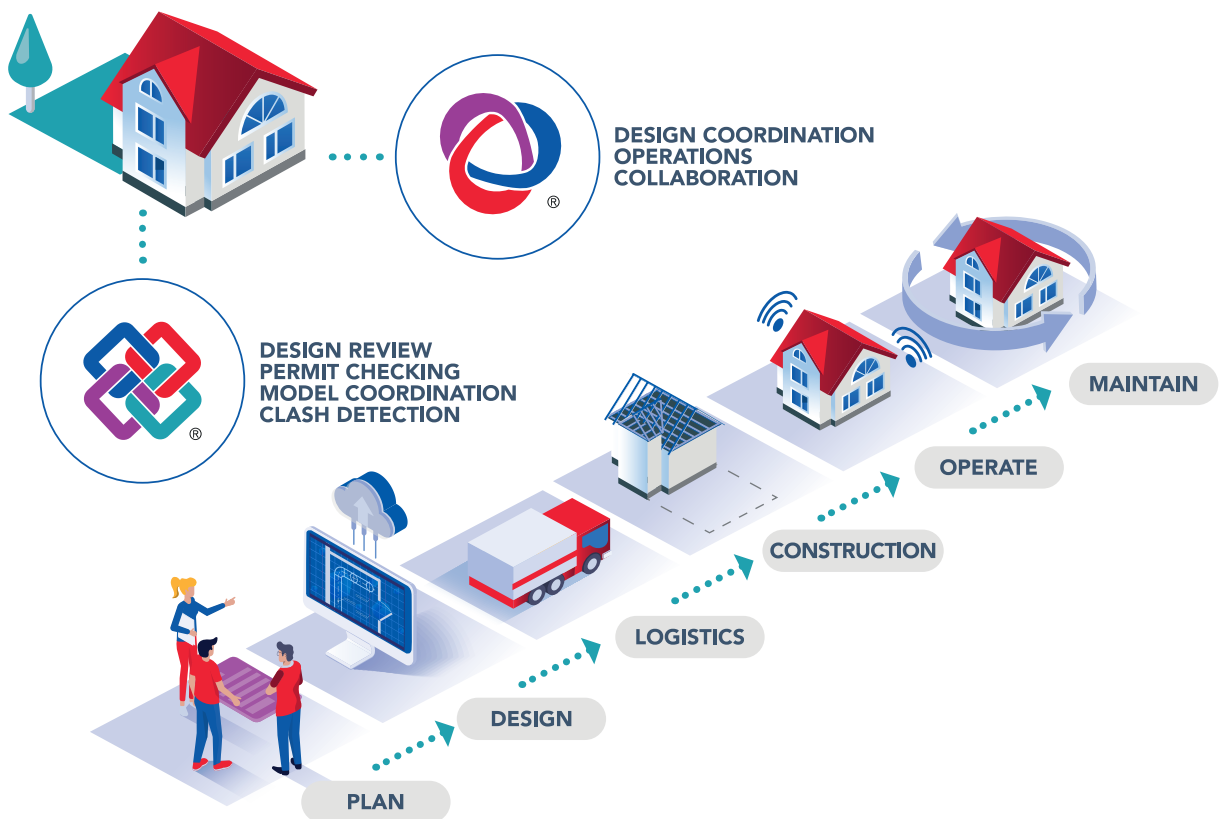 DESIGN COORDINATION
OPERATIONS
COLLABORATION
®
DESIGN REVIEW
PERMIT CHECKING
MODEL COORDINATION
CLASH DETECTION
®
MAINTAIN
OPERATE
CONSTRUCTION
LOGISTICS
DESIGN
PLAN